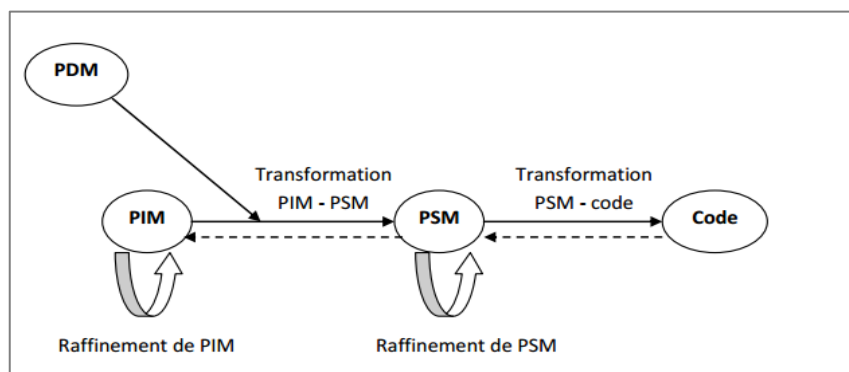 PDM
Transformation
PIM - PSM
Transformation
PSM - code
PIM
PSM
Code
Raffinement de PIM
Raffinement de PSM